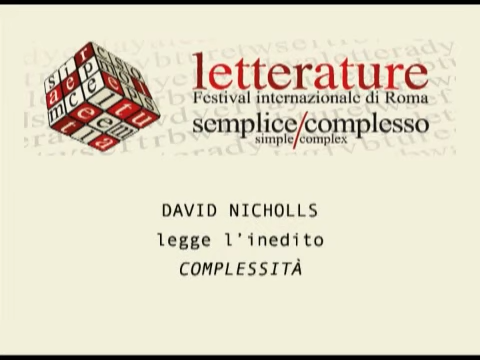 letterature
Festival internazionale di Roma
semplice/complesso
simple/complex
DAVID NICHOLLS
legge l'inedito
COMPLESSITÀ